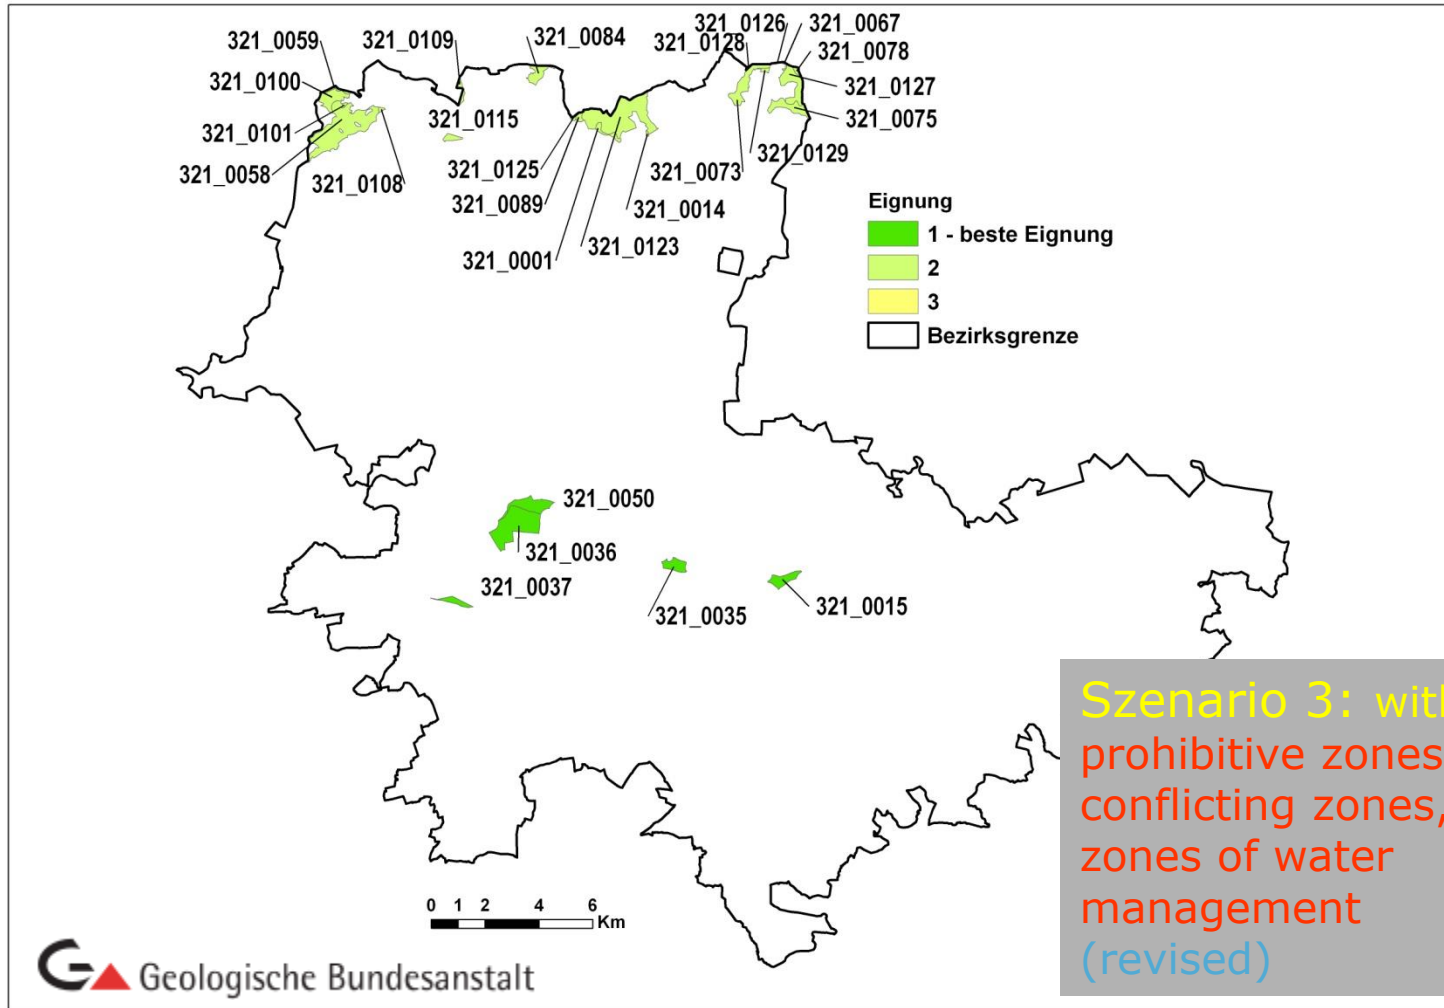 321_0126 321_0067
321_0059 321_0109 321_0084 321_0128 321_0078
321_0100 321_0127
321_0101 321_0115 321_0075
321_0058 321_0108 321_0125 321_0073 321_0129
321_0089 321_0014
321_0001 321_0123
Eignung
1 - beste Eignung
2
3
Bezirksgrenze
321_0050
321_0036
321_0037
321_0035 321_0015
0 1 2 4 6
Km
Geologische Bundesanstalt
Szenario 3: with
prohibitive zones
conflicting zones,
zones of water
management
(revised)